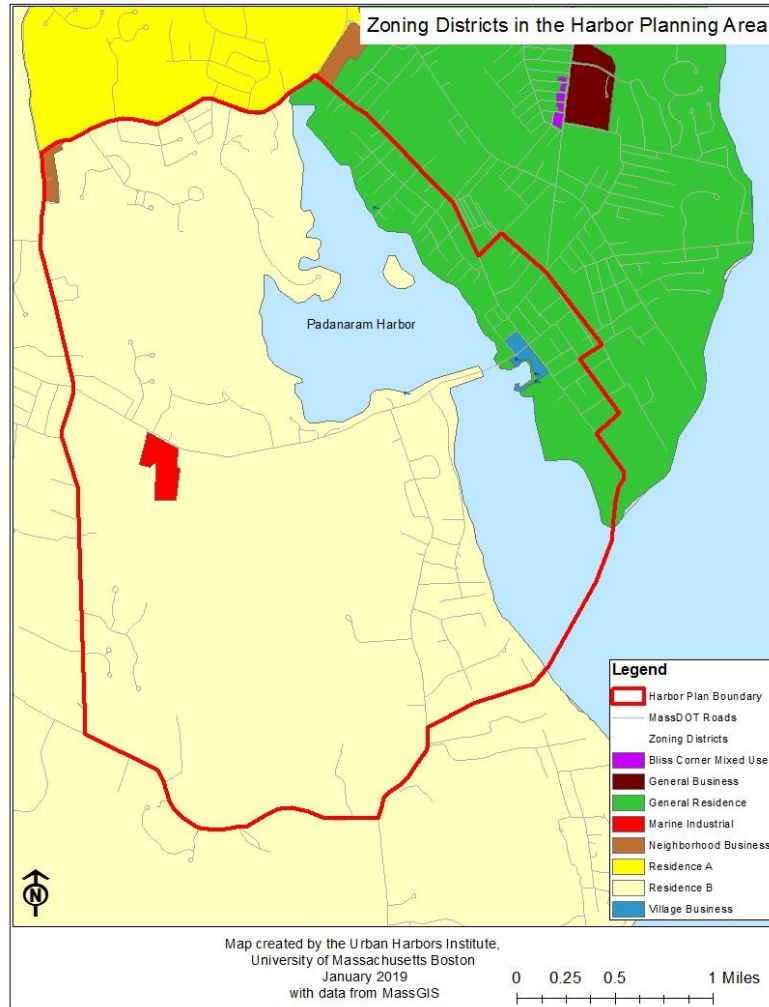 Zoning Districts in the Harbor Planning Area
Padanaram Harbor
Legend
Harbor Plan Boundary
MassDOT Roads
Zoning Districts
Bliss Corner Mixed Use
General Business
General Residence
Marine Industrial
Neighborhood Business
Residence A
Residence B
Village Business
N
Map created by the Urban Harbors Institute,
University of Massachusetts Boston
January 2019
with data from MassGIS
0 0.25 0.5 1 Miles